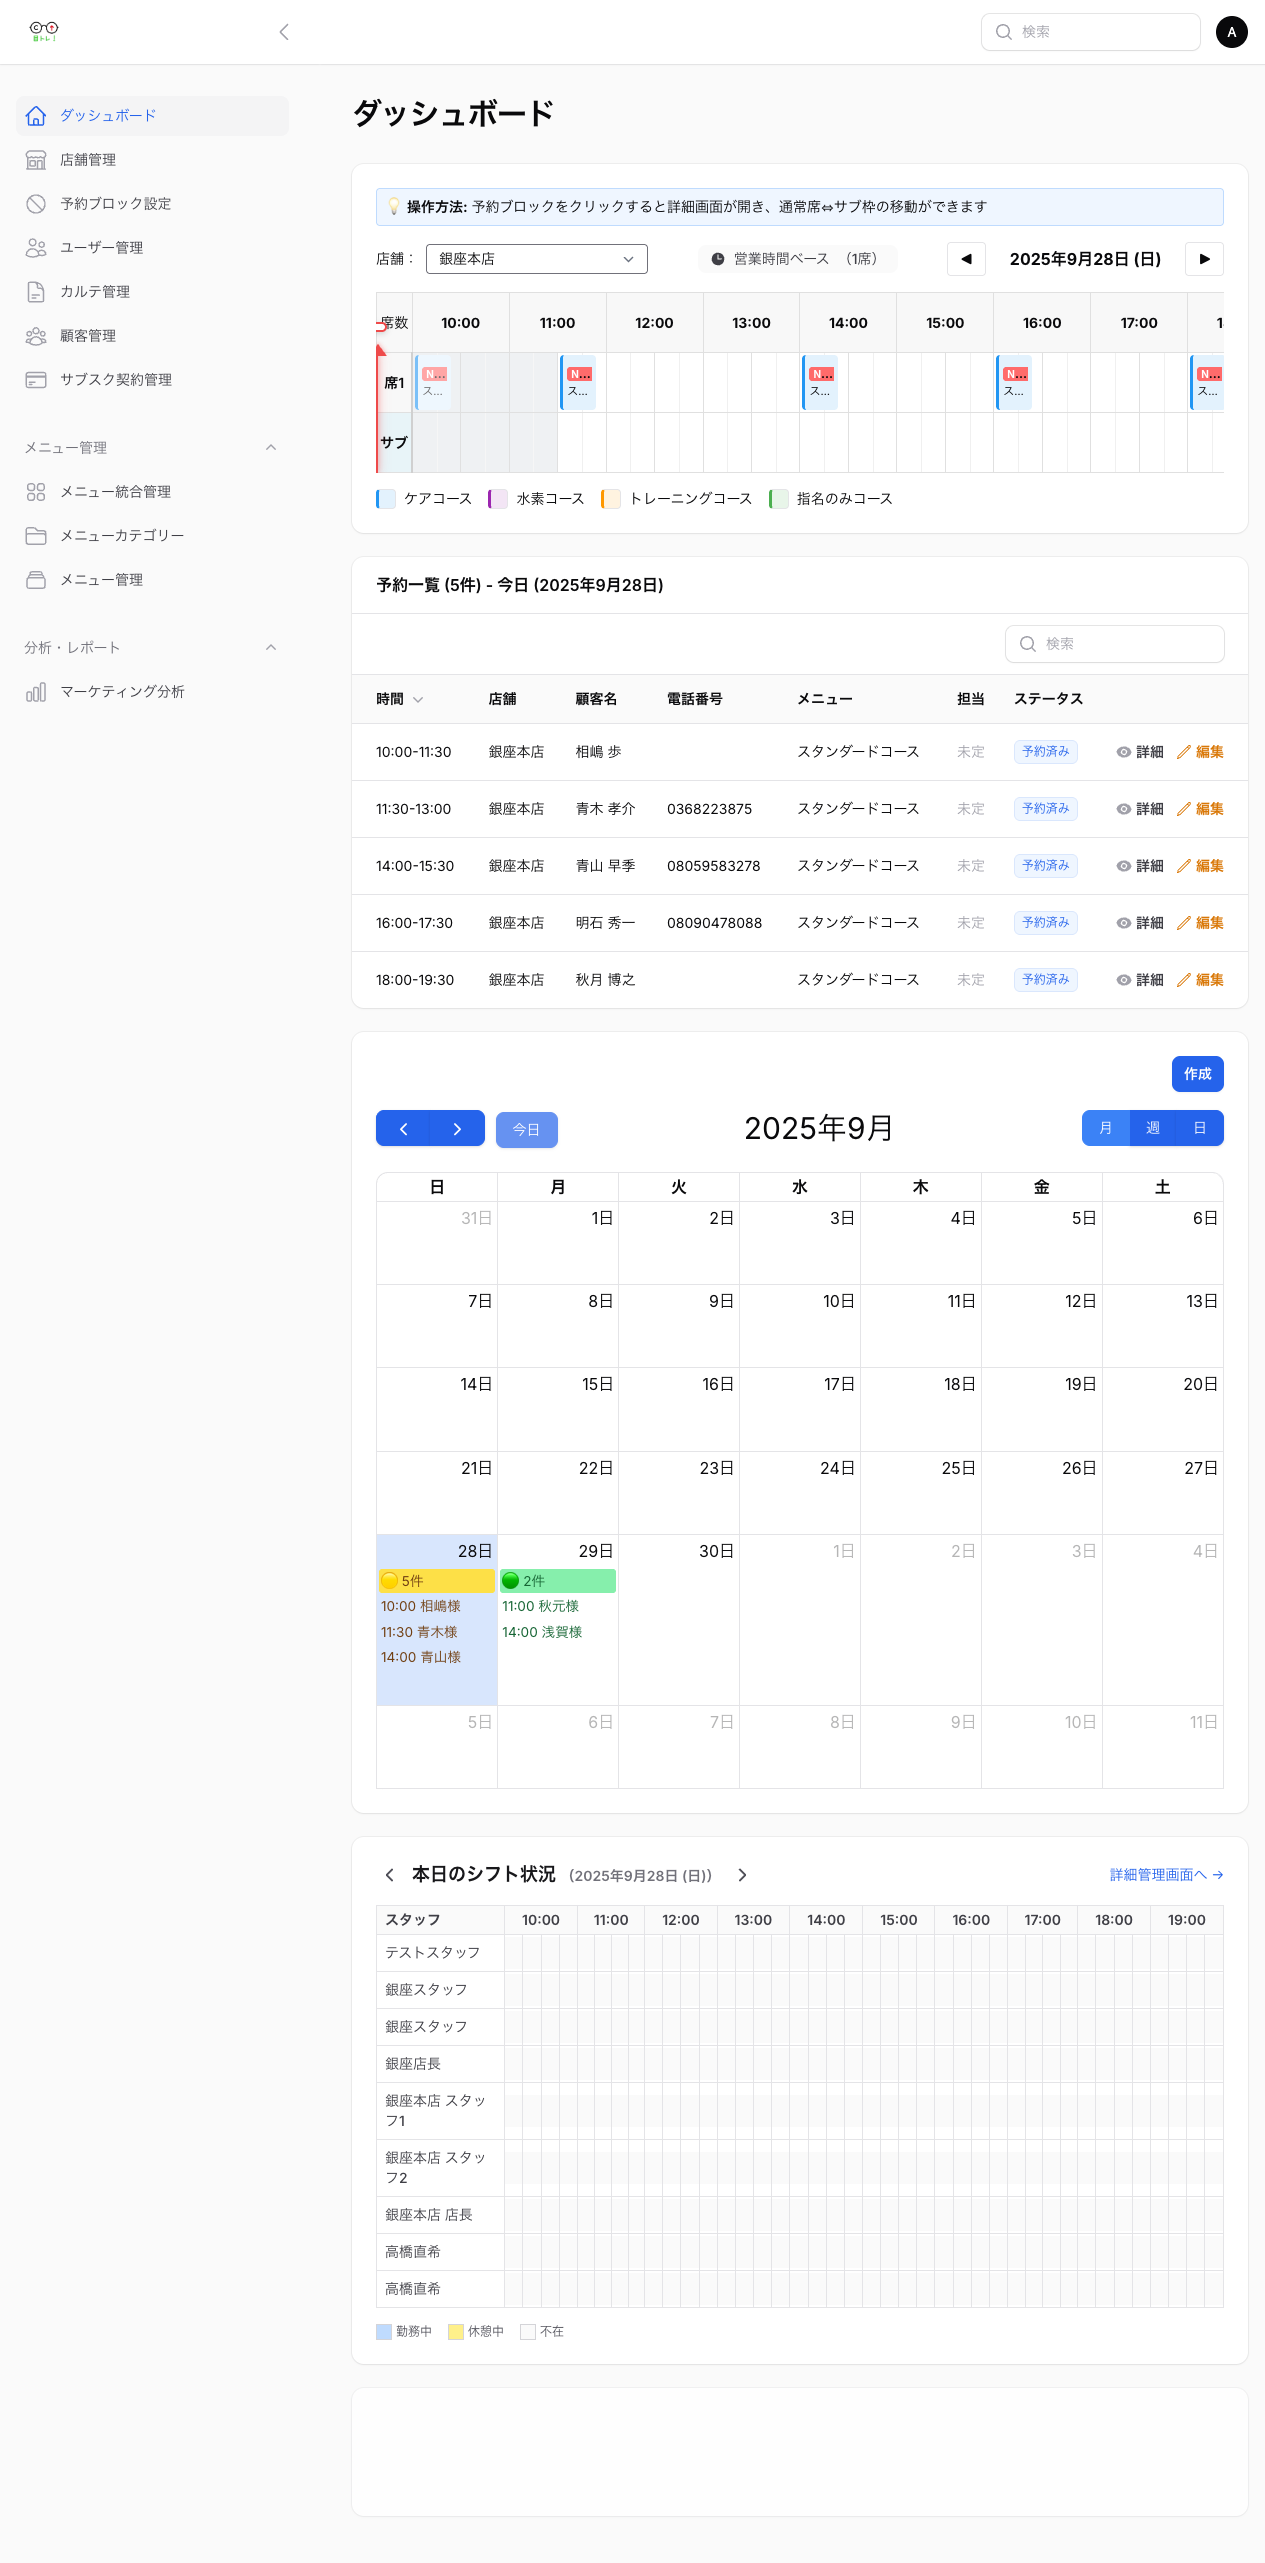 検索
A
ダッシュボード
店舗管理
予約ブロック設定
ユーザー管理
カルテ管理
顧客管理
サブスク契約管理
メニュー管理
メニュー統合管理
メニューカテゴリー
メニュー管理
分析・レポート
マーケティング分析
ダッシュボード
💡 操作方法: 予約ブロックをクリックすると詳細画面が開き、通常席⇔サブ枠の移動ができます
店舗： 銀座本店 営業時間ベース （1席） ◀ 2025年9月28日 (日) ▶
席数 10:00 11:00 12:00 13:00 14:00 15:00 16:00 17:00
席1 N... N... N... N... N...
ス... ス... ス... ス... ス...
サブ
ケアコース 水素コース トレーニングコース 指名のみコース
予約一覧 (5件) - 今日 (2025年9月28日)
検索
時間 店舗 顧客名 電話番号 メニュー 担当 ステータス
10:00-11:30 銀座本店 相嶋 歩 スタンダードコース 未定 予約済み 詳細 編集
11:30-13:00 銀座本店 青木 孝介 0368223875 スタンダードコース 未定 予約済み 詳細 編集
14:00-15:30 銀座本店 青山 早季 08059583278 スタンダードコース 未定 予約済み 詳細 編集
16:00-17:30 銀座本店 明石 秀一 08090478088 スタンダードコース 未定 予約済み 詳細 編集
18:00-19:30 銀座本店 秋月 博之 スタンダードコース 未定 予約済み 詳細 編集
作成
今日 2025年9月 月 週 日
日 月 火 水 木 金 土
31日 1日 2日 3日 4日 5日 6日
7日 8日 9日 10日 11日 12日 13日
14日 15日 16日 17日 18日 19日 20日
21日 22日 23日 24日 25日 26日 27日
28日 29日 30日 1日 2日 3日 4日
🟡 5件 🟢 2件
10:00 相嶋様 11:00 秋元様
11:30 青木様 14:00 浅賀様
14:00 青山様
5日 6日 7日 8日 9日 10日 11日
本日のシフト状況 （2025年9月28日 (日)） 詳細管理画面へ →
スタッフ 10:00 11:00 12:00 13:00 14:00 15:00 16:00 17:00 18:00 19:00
テストスタッフ
銀座スタッフ
銀座スタッフ
銀座店長
銀座本店 スタッ
フ1
銀座本店 スタッ
フ2
銀座本店 店長
高橋直希
高橋直希
勤務中 休憩中 不在